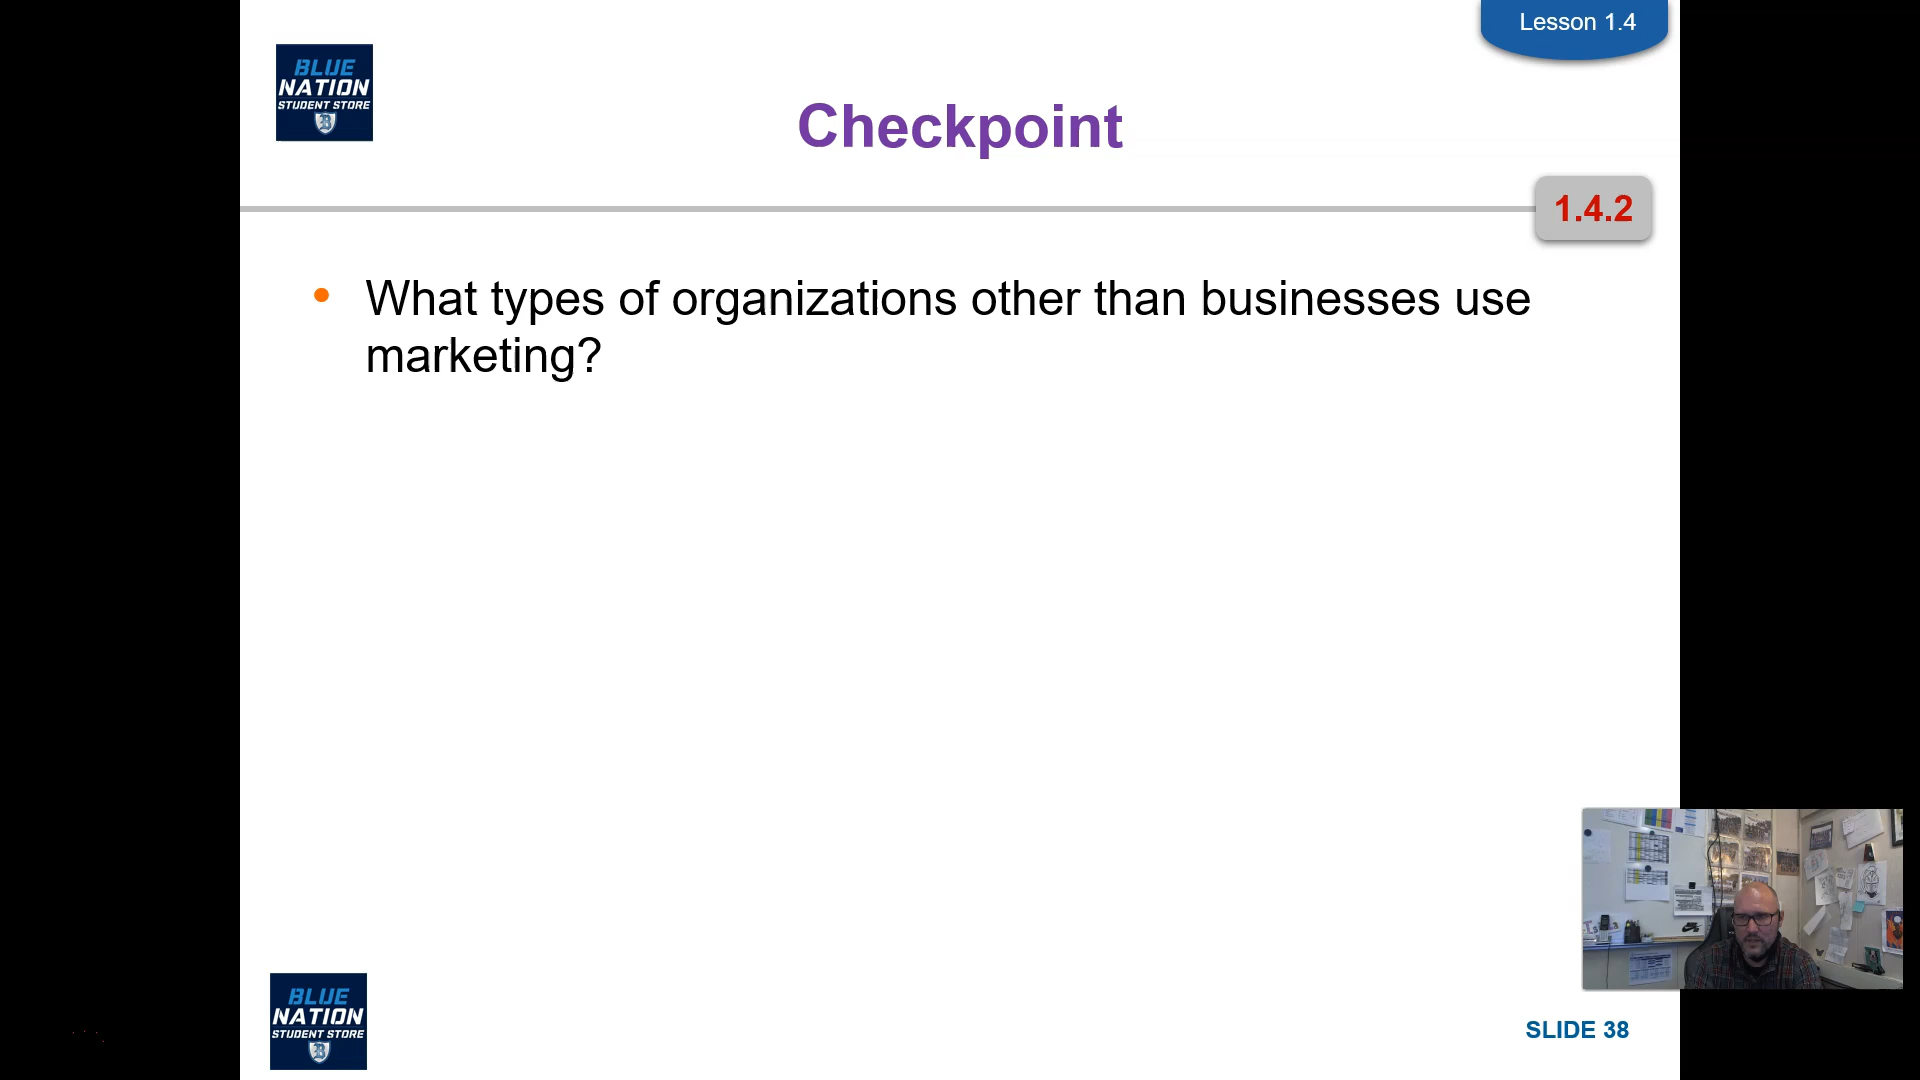 Lesson 1.4
BLUE
NATION
STUDENT STORE
B
Checkpoint
1.4.2
• What types of organizations other than businesses use
marketing?
BLUE
NATION
STUDENT STORE
B
SLIDE 38